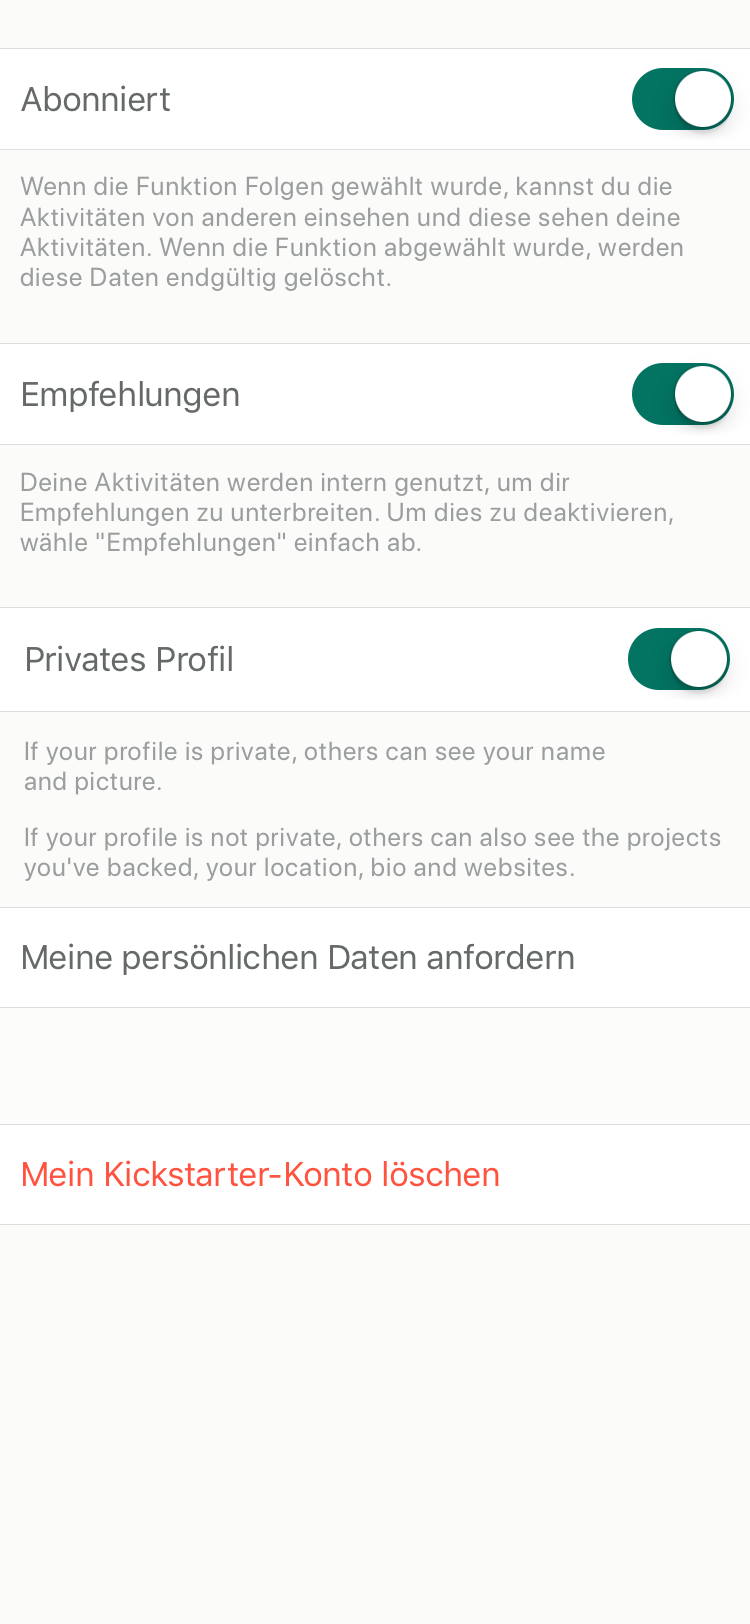 Abonniert
Wenn die Funktion Folgen gewählt wurde, kannst du die
Aktivitäten von anderen einsehen und diese sehen deine
Aktivitäten. Wenn die Funktion abgewählt wurde, werden
diese Daten endgültig gelöscht.
Empfehlungen
Deine Aktivitäten werden intern genutzt, um dir
Empfehlungen zu unterbreiten. Um dies zu deaktivieren,
wähle "Empfehlungen" einfach ab.
Privates Profil
If your profile is private, others can see your name
and picture.
If your profile is not private, others can also see the projects
you've backed, your location, bio and websites.
Meine persönlichen Daten anfordern
Mein Kickstarter-Konto löschen